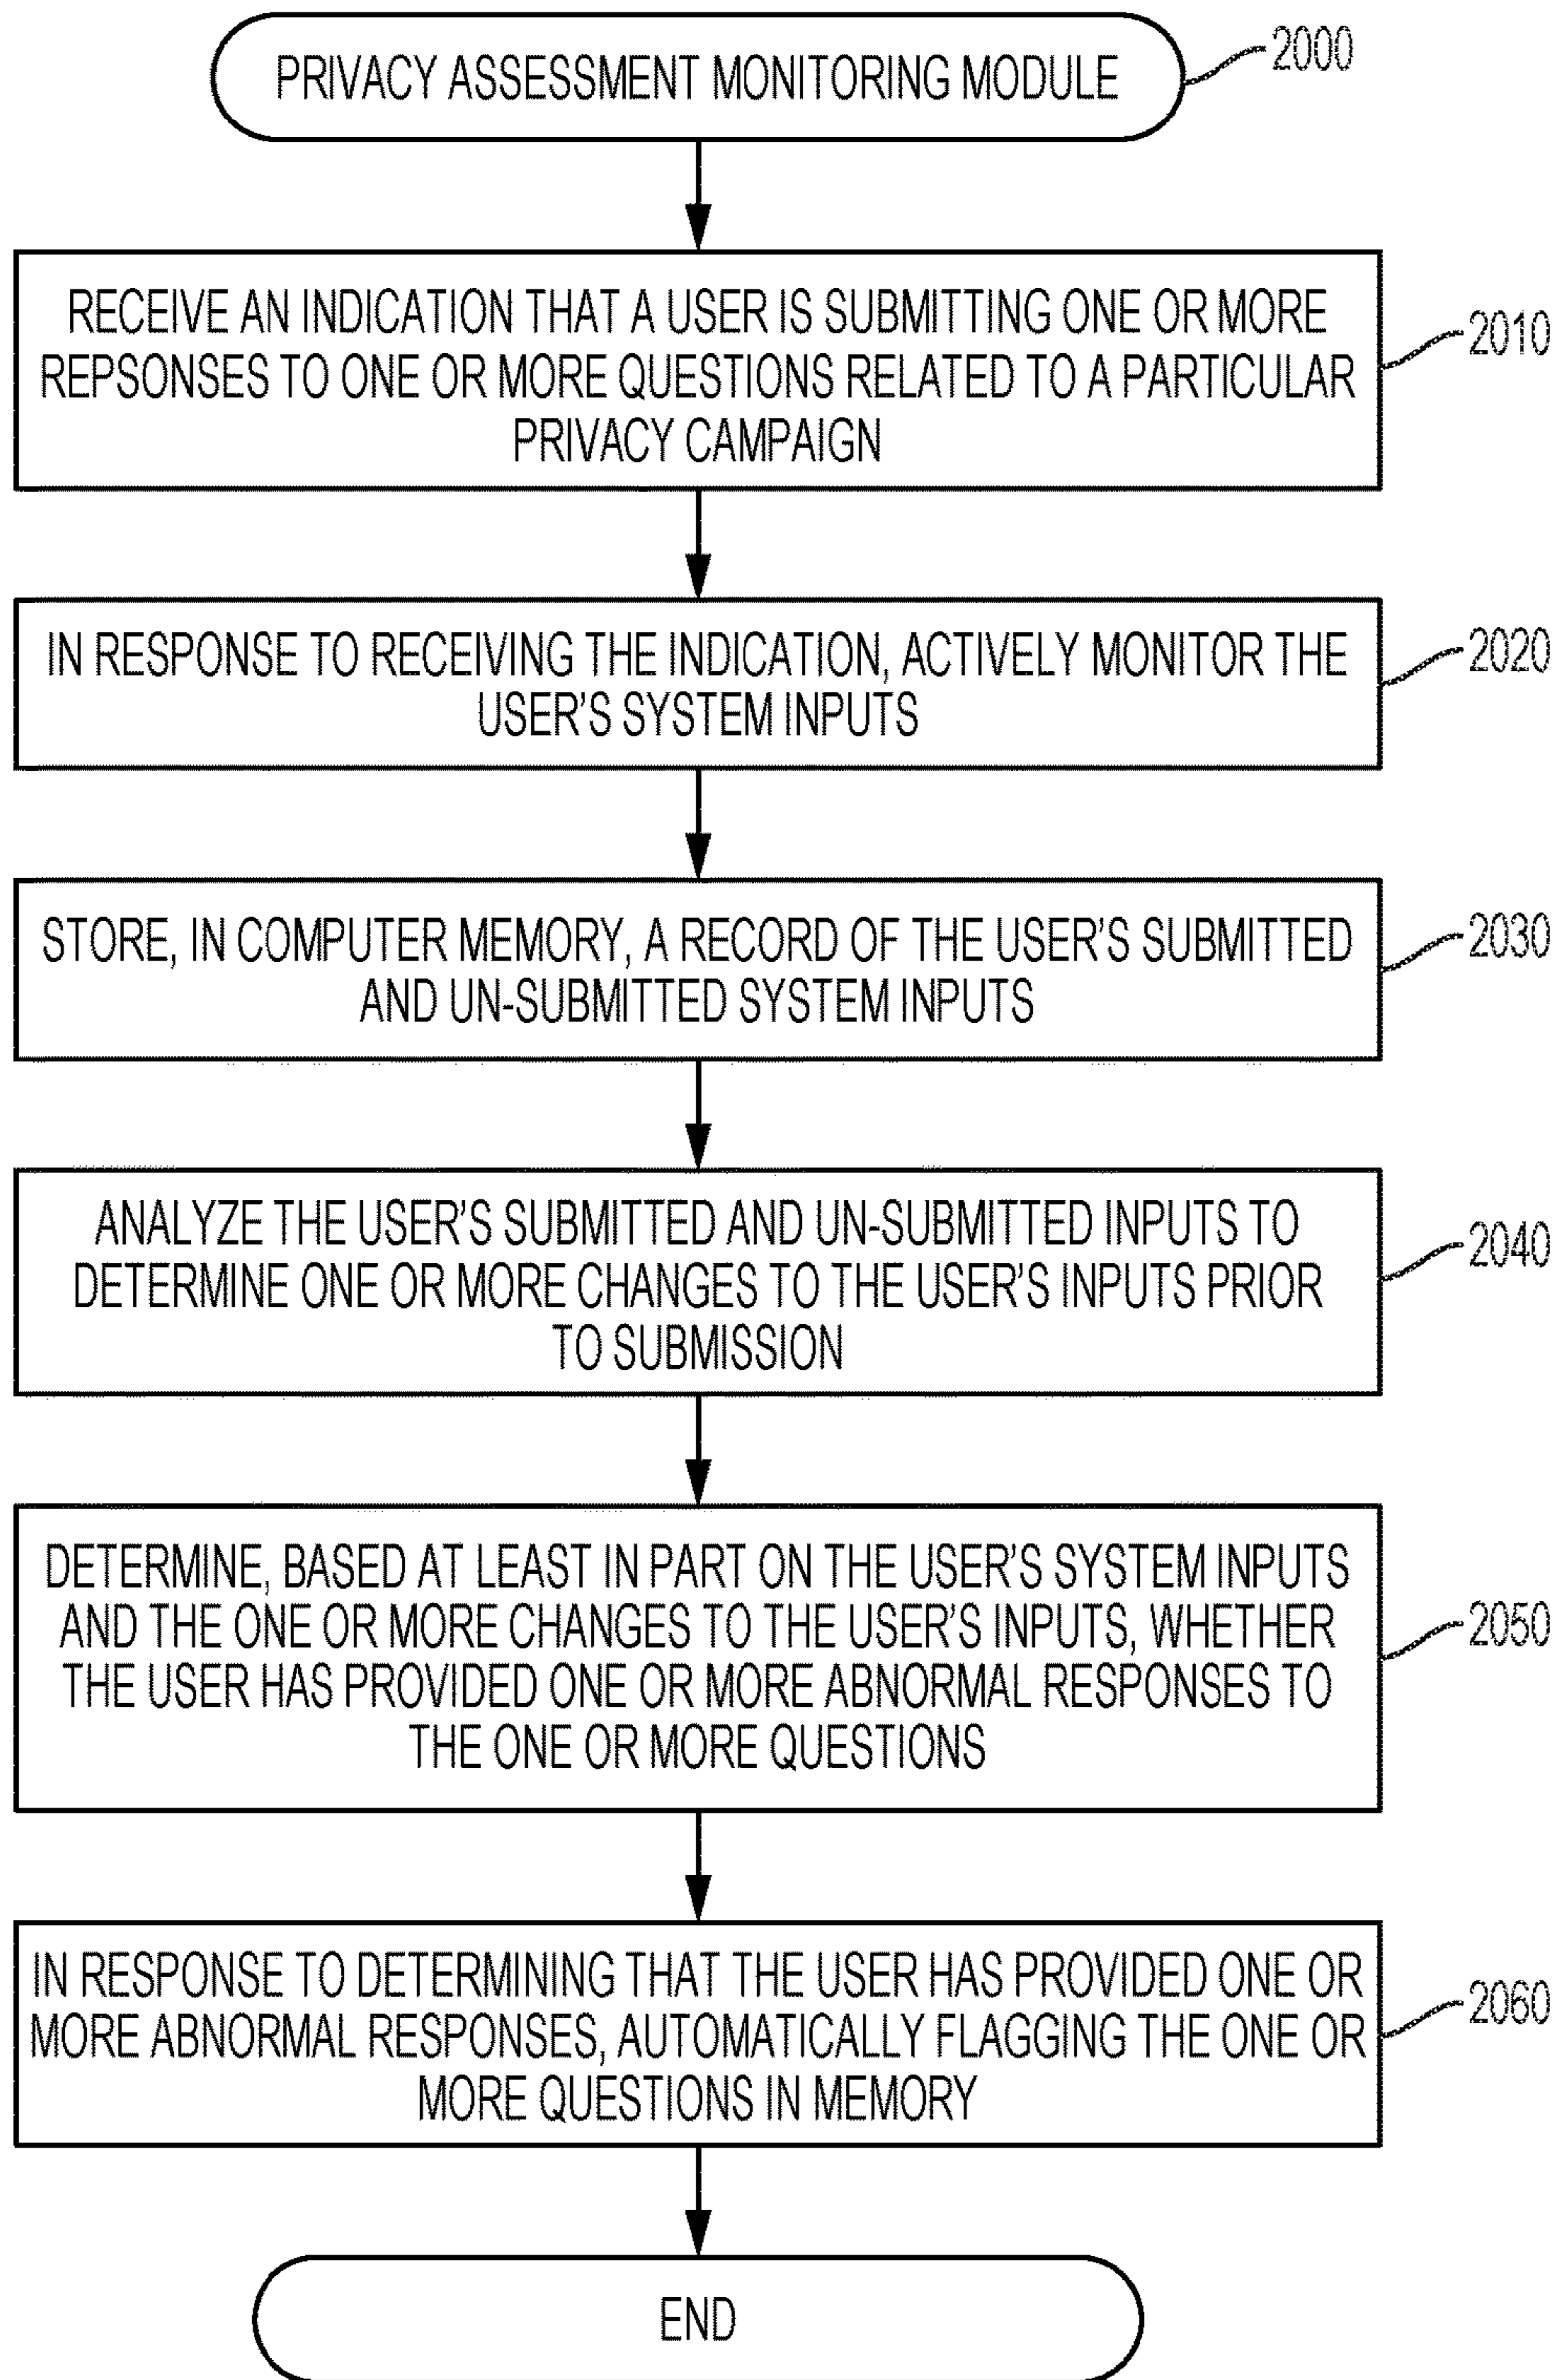 PRIVACY ASSESSMENT MONITORING MODULE
2000
RECEIVE AN INDICATION THAT A USER IS SUBMITTING ONE OR MORE
REPSONSES TO ONE OR MORE QUESTIONS RELATED TO A PARTICULAR
PRIVACY CAMPAIGN
2010
IN RESPONSE TO RECEIVING THE INDICATION, ACTIVELY MONITOR THE
USER'S SYSTEM INPUTS
2020
STORE, IN COMPUTER MEMORY, A RECORD OF THE USER'S SUBMITTED
AND UN-SUBMITTED SYSTEM INPUTS
2030
ANALYZE THE USER'S SUBMITTED AND UN-SUBMITTED INPUTS TO
DETERMINE ONE OR MORE CHANGES TO THE USER'S INPUTS PRIOR
TO SUBMISSION
2040
DETERMINE, BASED AT LEAST IN PART ON THE USER'S SYSTEM INPUTS
AND THE ONE OR MORE CHANGES TO THE USER'S INPUTS, WHETHER
THE USER HAS PROVIDED ONE OR MORE ABNORMAL RESPONSES TO
THE ONE OR MORE QUESTIONS
2050
IN RESPONSE TO DETERMINING THAT THE USER HAS PROVIDED ONE OR
MORE ABNORMAL RESPONSES, AUTOMATICALLY FLAGGING THE ONE OR
MORE QUESTIONS IN MEMORY
2060
END